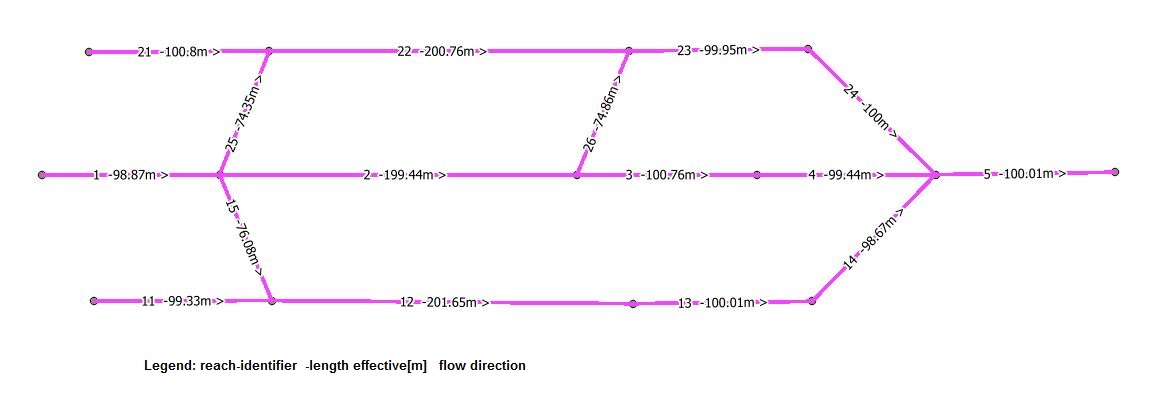 21 -100.8m >
22 -200.76m >
23 -99.95m >
25 -74.35m >
26 -74.86m >
24 -100m >
1 -98.87m >
2 -199.44m >
3 -100.76m >
4 -99.44m >
5 -100.01m >
15 -76.08m >
14 -98.67m >
11 -99.33m >
12 -201.65m >
13 -100.01m >
Legend: reach-identifier -length effective[m] flow direction